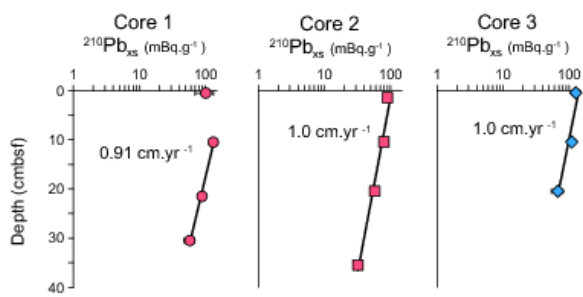 Core 1
Core 2
Core 3
²¹⁰Pbₓₛ (mBq.g⁻¹)
²¹⁰Pbₓₛ (mBq.g⁻¹)
²¹⁰Pbₓₛ (mBq.g⁻¹)
1 10 100
1 10 100
1 10 100
0
10
20
30
40
Depth (cmbsf)
0.91 cm.yr ⁻¹
1.0 cm.yr ⁻¹
1.0 cm.yr ⁻¹